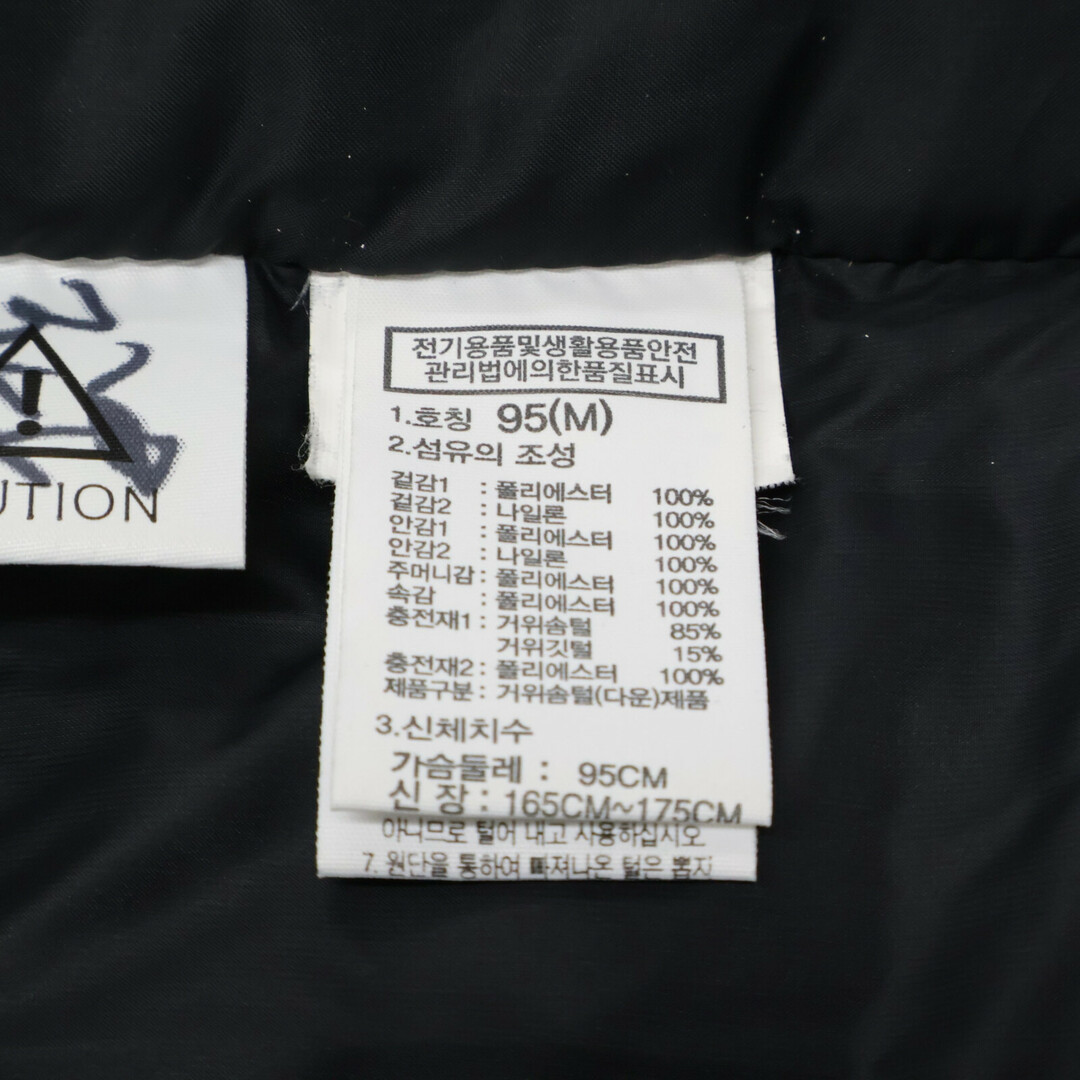 전기용품및생활용품안전
관리법에의한품질표시
1.호칭 95(M)
2.섬유의 조성
겉감1 : 폴리에스터 100%
겉감2 : 나일론 100%
안감1 : 폴리에스터 100%
안감2 : 나일론 100%
주머니감 : 폴리에스터 100%
속감 : 폴리에스터 100%
충전재1 : 거위솜털 85%
거위깃털 15%
충전재2 : 폴리에스터 100%
제품구분 : 거위솜털(다운)제품
3.신체치수
가슴둘레 : 95CM
신 장 : 165CM~175CM
아니므로 털어 내고 사용하십시오
7. 원단을 통하여 빠져나온 털은 뽑지
UTION